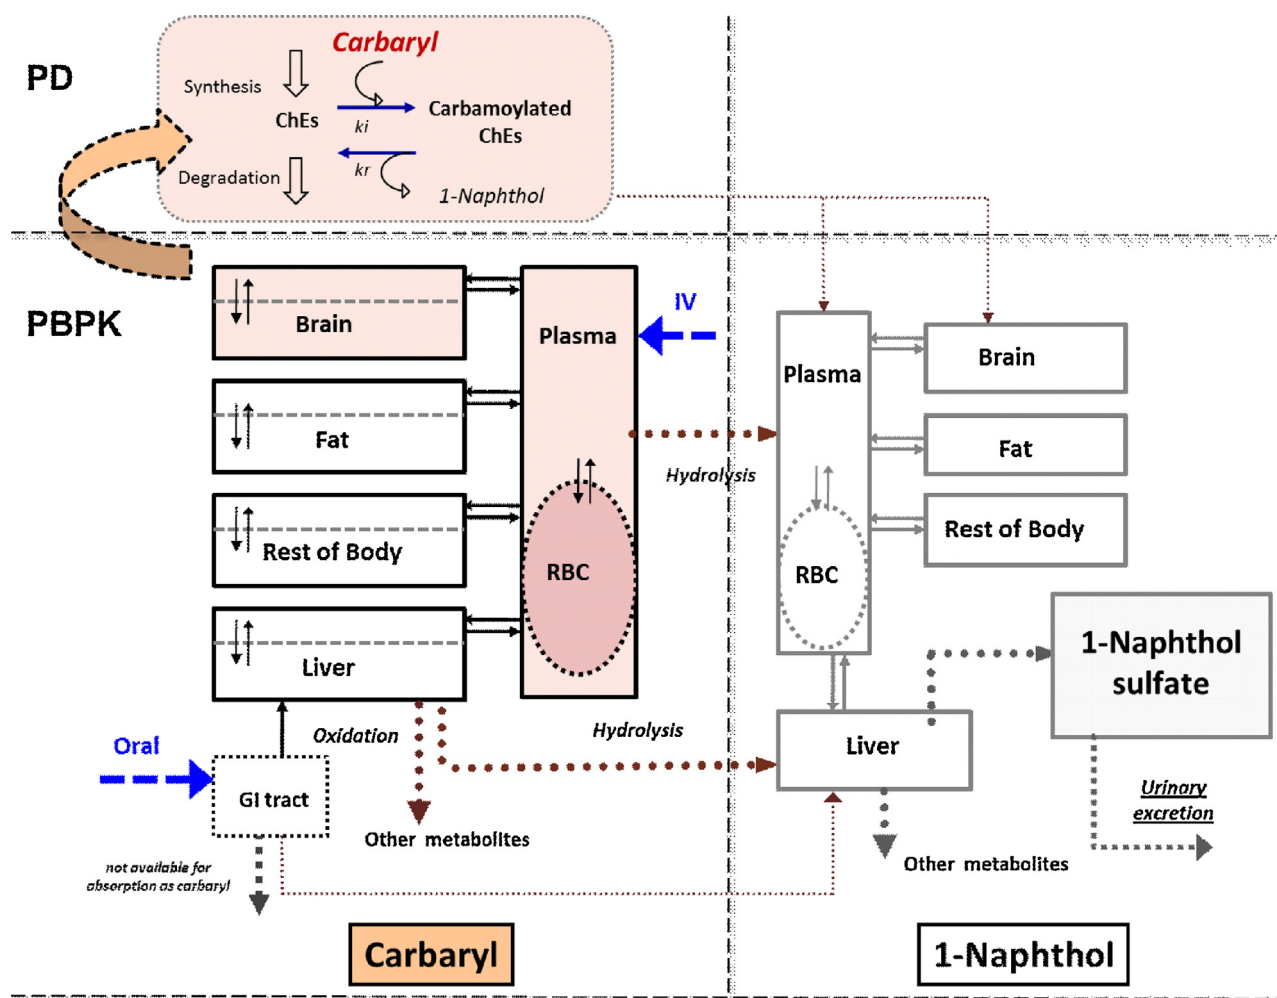 PD
Carbaryl
Synthesis
ChEs
ki
Carbamoylated
ChEs
Degradation
kr
1-Naphthol
PBPK
Brain
Plasma
IV
Fat
Rest of Body
RBC
Liver
Hydrolysis
Plasma
Brain
Fat
Rest of Body
RBC
Liver
1-Naphthol
sulfate
Oral
GI tract
Oxidation
Hydrolysis
Other metabolites
not available for
absorption as carbaryl
Other metabolites
Urinary
excretion
Carbaryl
1-Naphthol